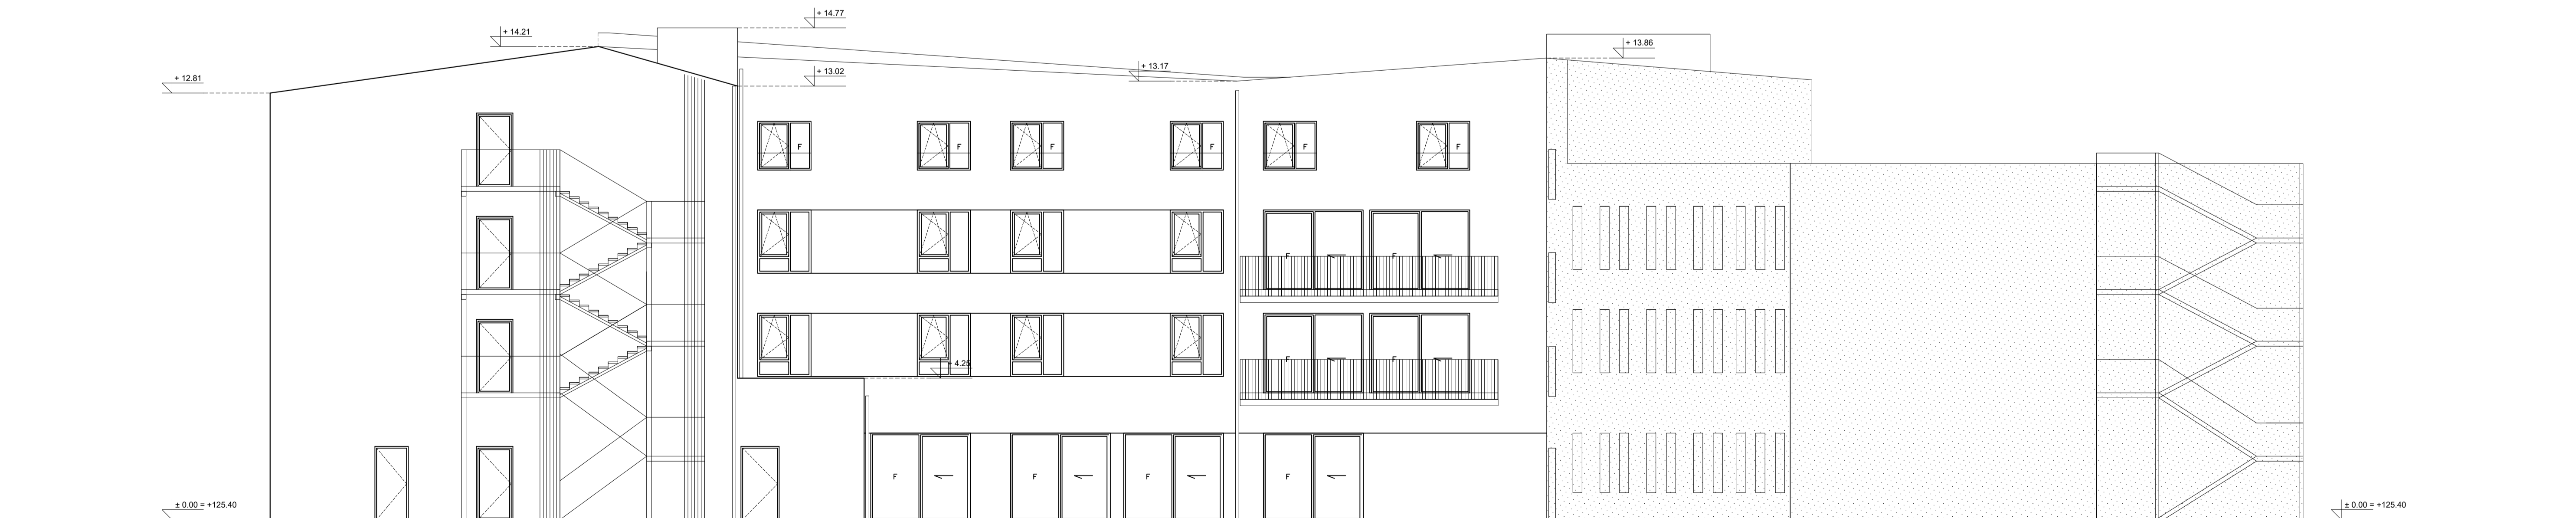 + 14.77
+ 14.21
+ 13.86
+ 13.17
+ 13.02
+ 12.81
F
F
F
F
F
F
F
F
F
F
4.25
F
F
F
F
± 0.00 = +125.40
± 0.00 = +125.40